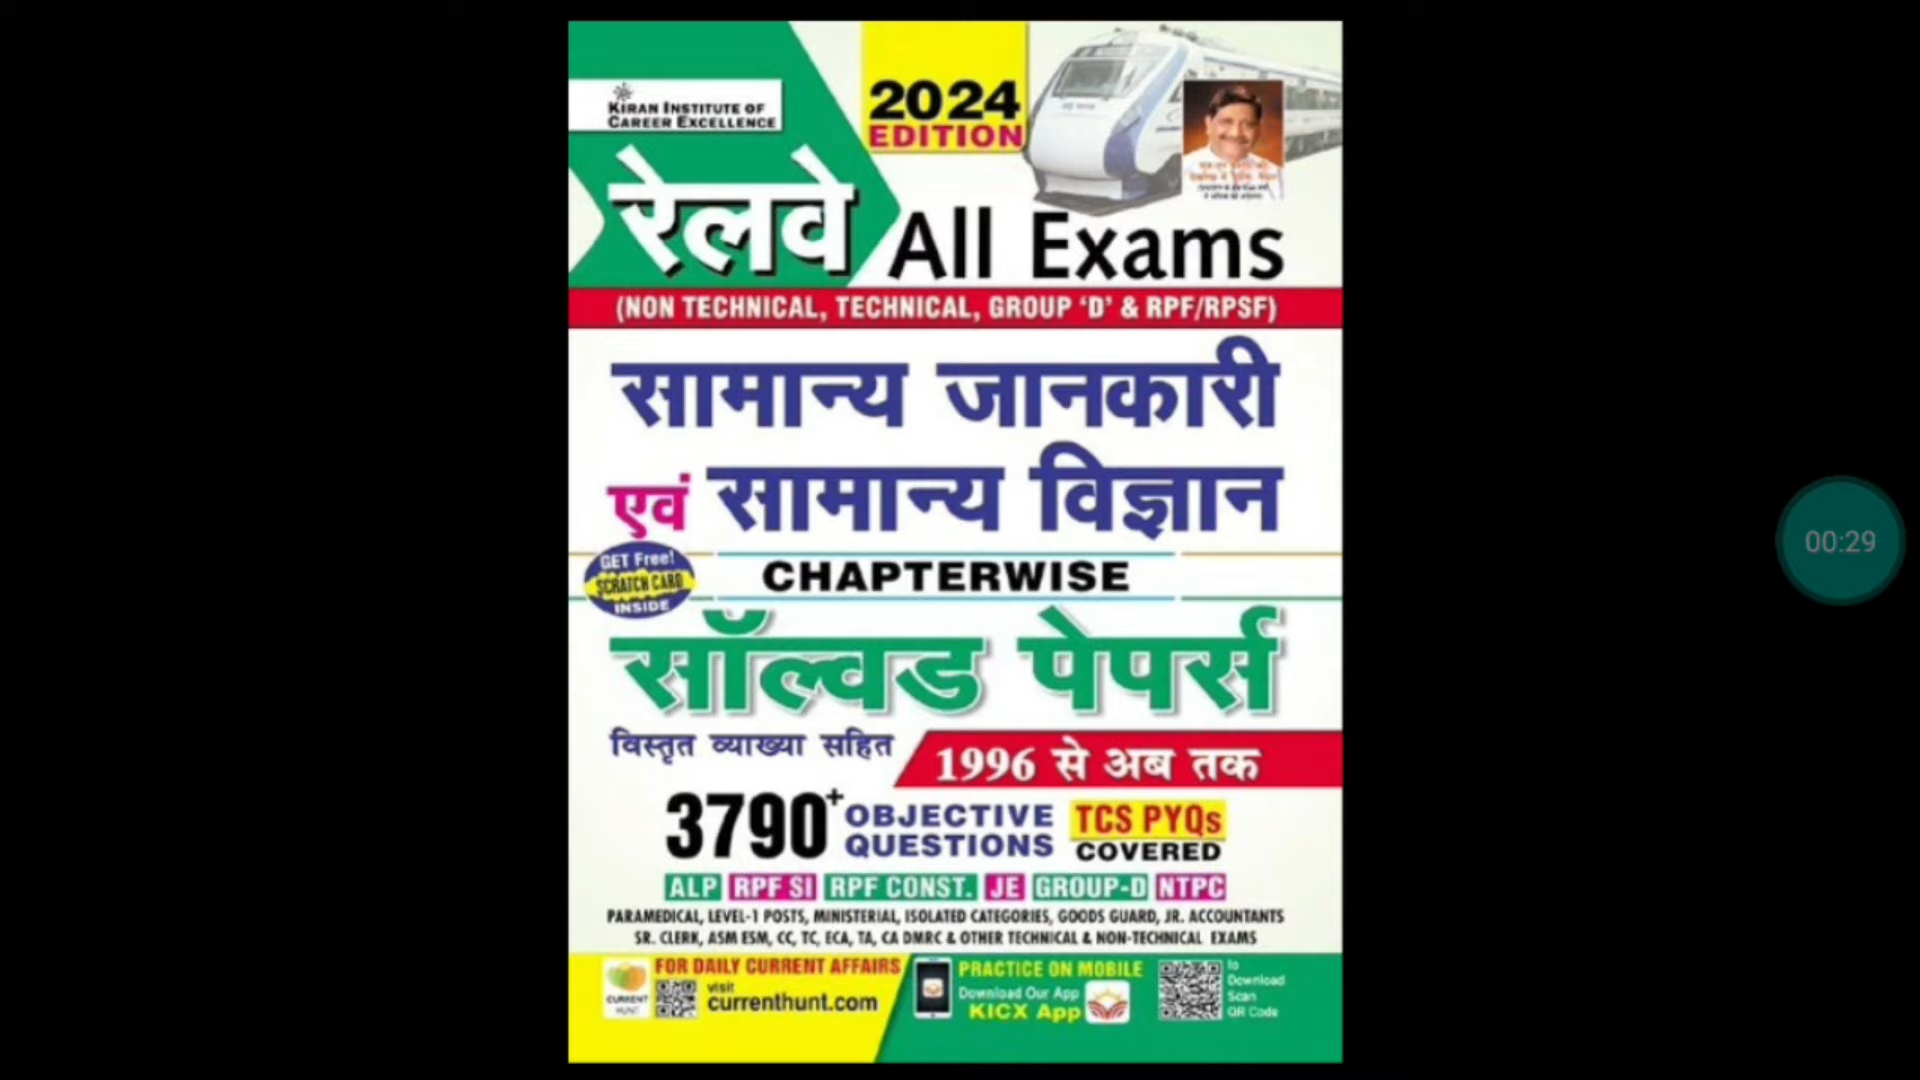 KIRAN INSTITUTE OF
CAREER EXCELLENCE
2024
EDITION
रेलवे All Exams
(NON TECHNICAL, TECHNICAL, GROUP ‘D’ & RPF/RPSF)
सामान्य जानकारी
एवं सामान्य विज्ञान
GET Free!
SCRATCH CARD
INSIDE
CHAPTERWISE
सॉल्वड पेपर्स
विस्तृत व्याख्या सहित
1996 से अब तक
3790+ OBJECTIVE QUESTIONS
TCS PYQs
COVERED
ALP RPF SI RPF CONST. JE GROUP-D NTPC
PARAMEDICAL, LEVEL-1 POSTS, MINISTERIAL, ISOLATED CATEGORIES, GOODS GUARD, JR. ACCOUNTANTS
SR. CLERK, ASM ESM, CC, TC, ECA, TA, CA DMRC & OTHER TECHNICAL & NON-TECHNICAL EXAMS
FOR DAILY CURRENT AFFAIRS
visit
currenthunt.com
CURRENT
HUNT
PRACTICE ON MOBILE
Download Our App
KICX App
to
Download
Scan
QR Code
00:29